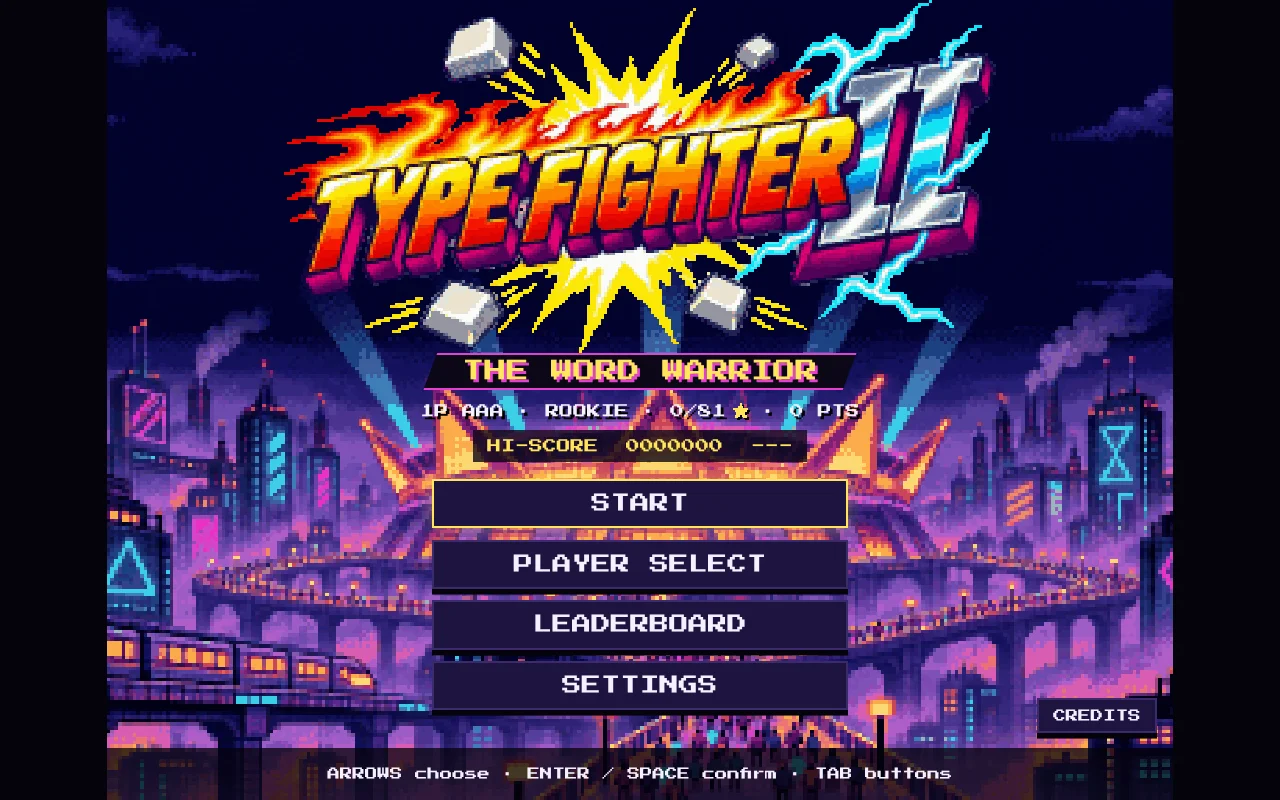 TYPE FIGHTER II
THE WORD WARRIOR
1P AAA · ROOKIE · 0/81 ★ · 0 PTS
HI-SCORE 0000000 ---
START
PLAYER SELECT
LEADERBOARD
SETTINGS
CREDITS
ARROWS choose · ENTER / SPACE confirm · TAB buttons